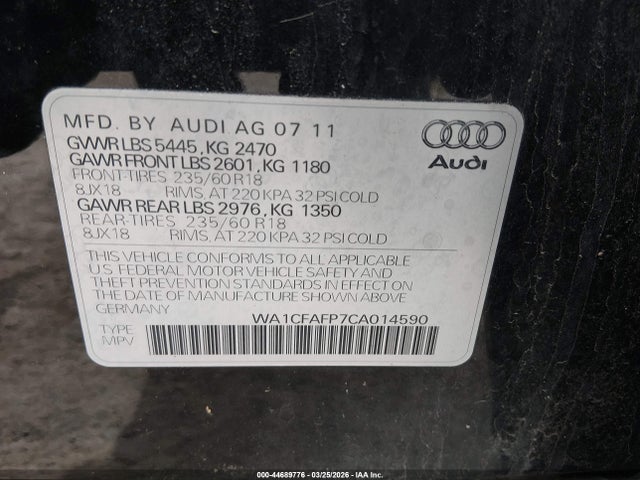 MFD. BY AUDI AG 07 11
GVWR LBS 5445, KG 2470
GAWR FRONT LBS 2601, KG 1180
FRONT-TIRES 235/60 R18
8JX18 RIMS, AT 220 KPA 32 PSI COLD
GAWR REAR LBS 2976, KG 1350
REAR-TIRES 235/60 R18
8JX18 RIMS, AT 220 KPA 32 PSI COLD
THIS VEHICLE CONFORMS TO ALL APPLICABLE
U.S. FEDERAL MOTOR VEHICLE SAFETY AND
THEFT PREVENTION STANDARDS IN EFFECT ON
THE DATE OF MANUFACTURE SHOWN ABOVE.
GERMANY WA1CFAFP7CA014590
TYPE
MPV
Audi
000-44689776 - 03/25/2026 - IAA Inc.